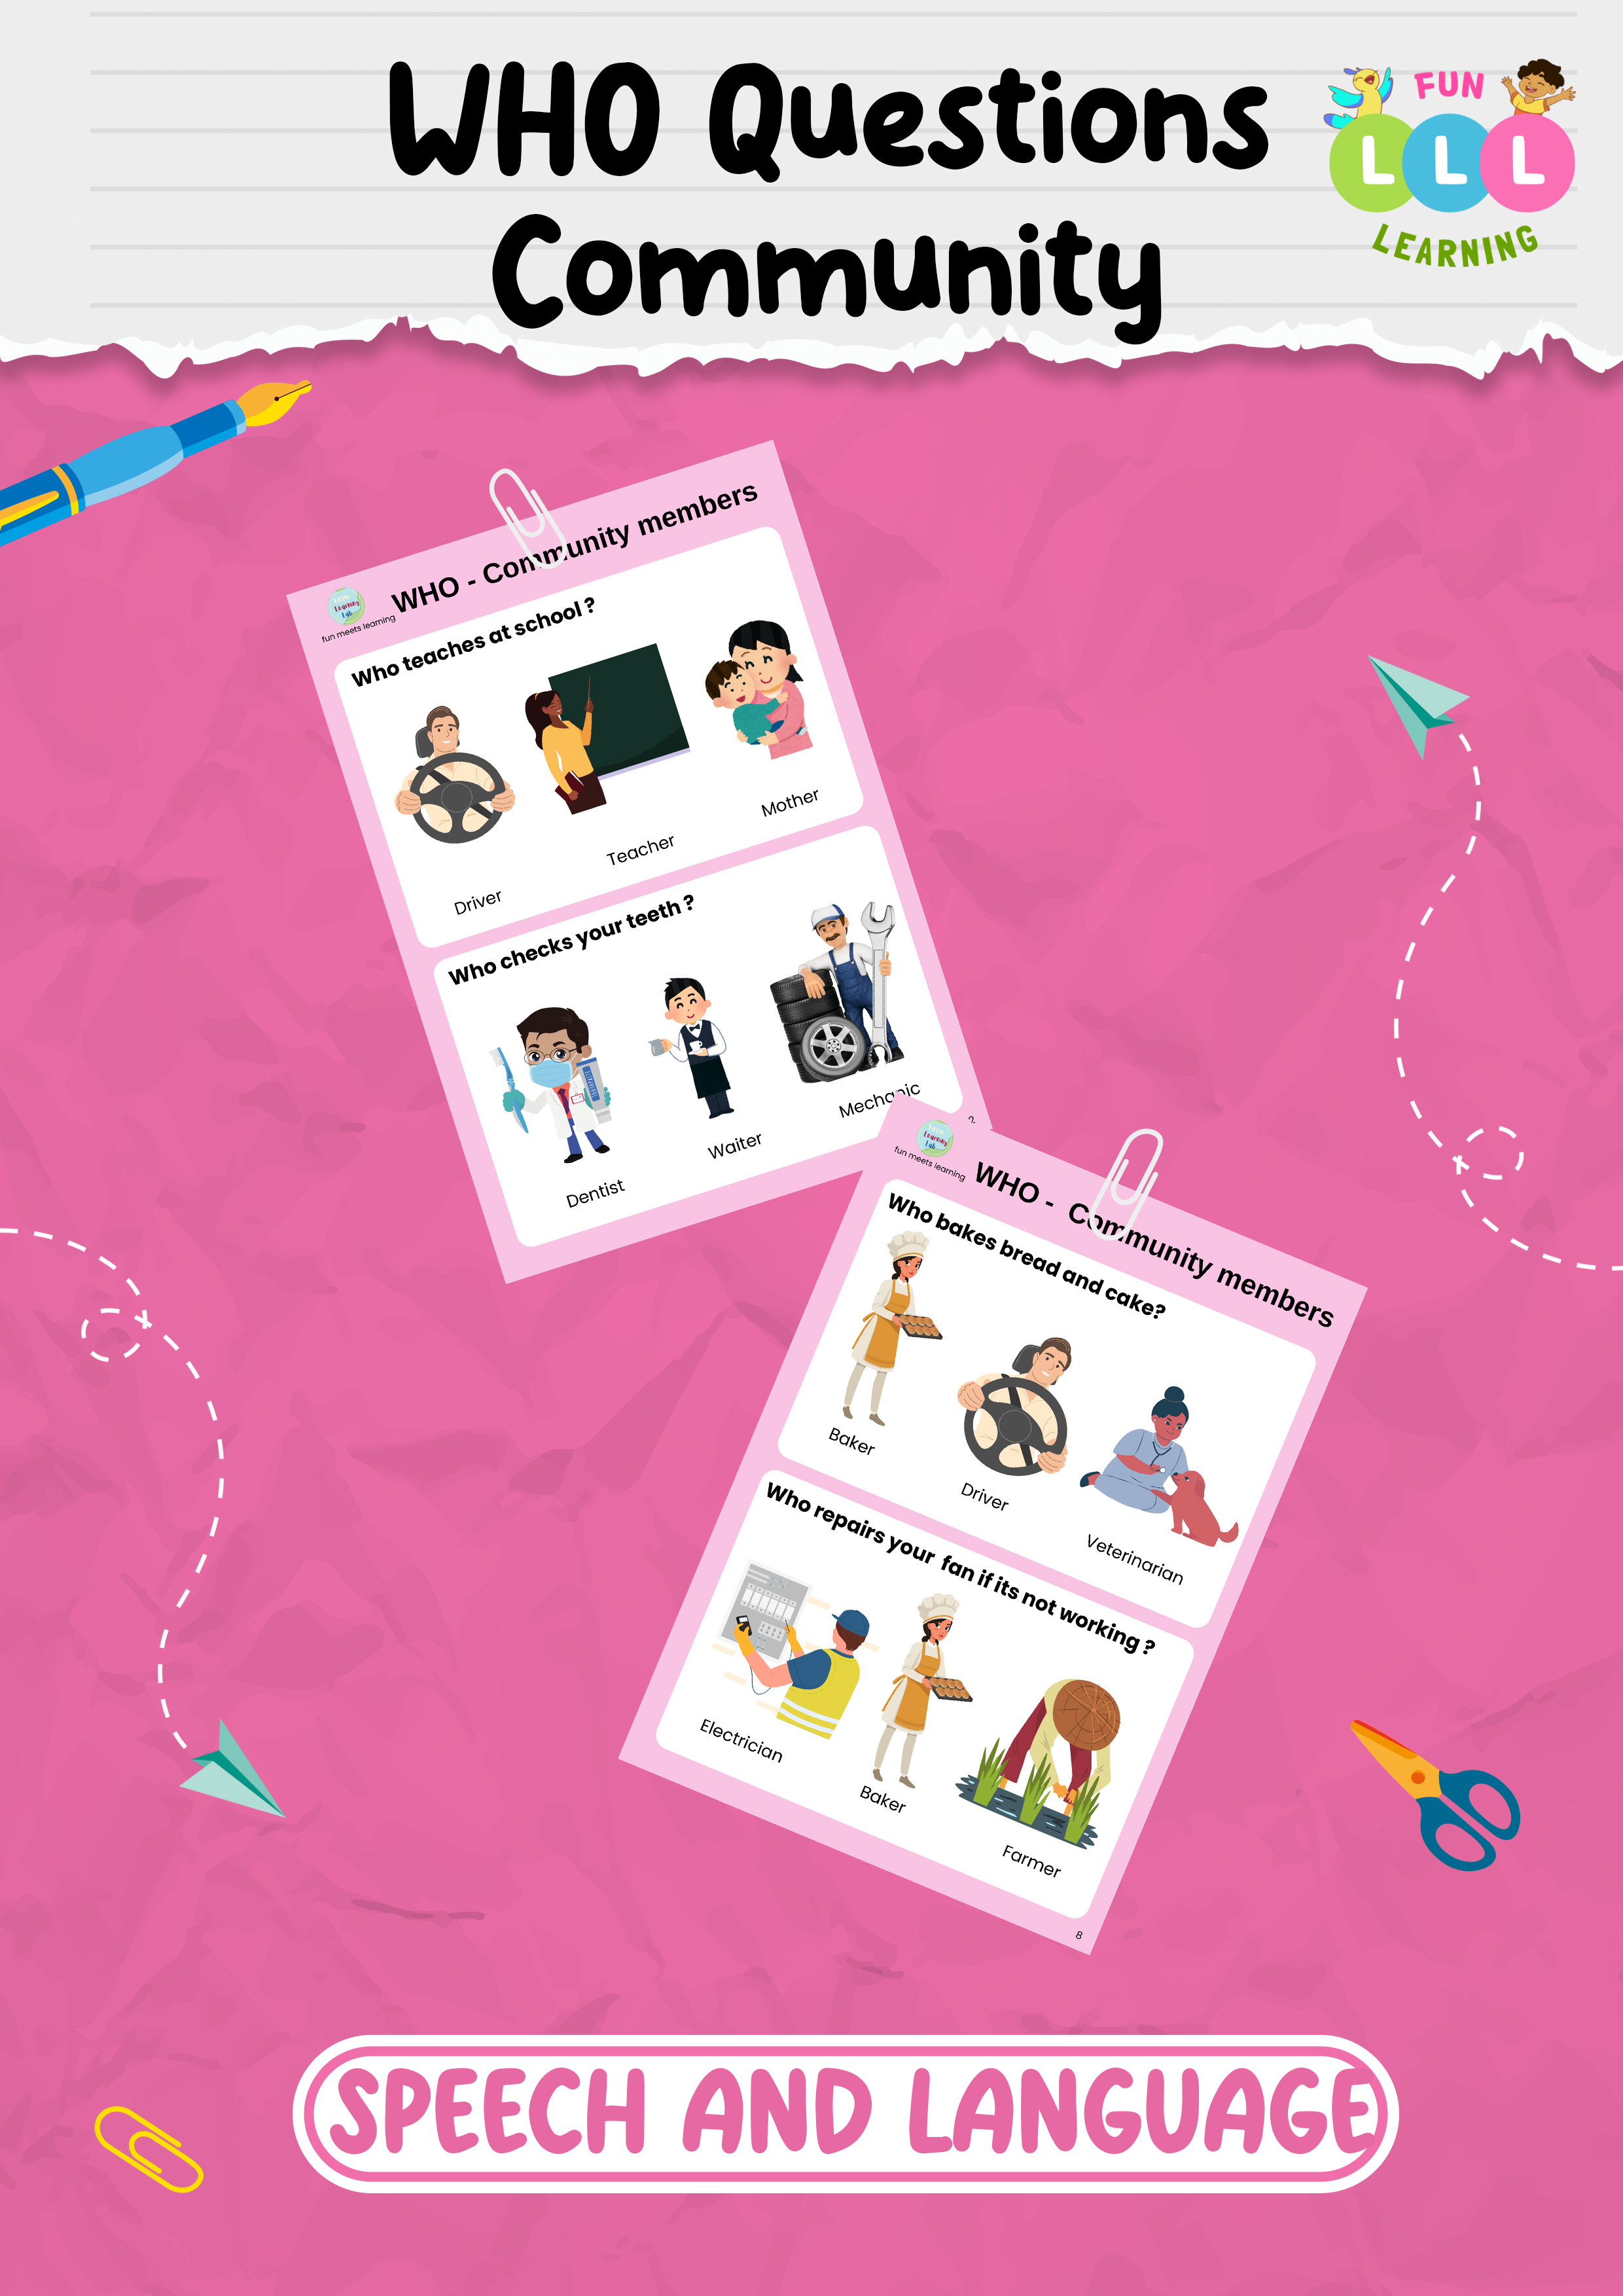 WHO Questions
Community
FUN
L L L
LEARNING
Little
Learning
Lab
fun meets learning
WHO - Community members
Who teaches at school ?
Driver
Teacher
Mother
Who checks your teeth ?
Dentist
Waiter
Mechanic
2
Little
Learning
Lab
fun meets learning
WHO - Community members
Who bakes bread and cake?
Baker
Driver
Veterinarian
Who repairs your fan if its not working ?
Electrician
Baker
Farmer
8
SPEECH AND LANGUAGE